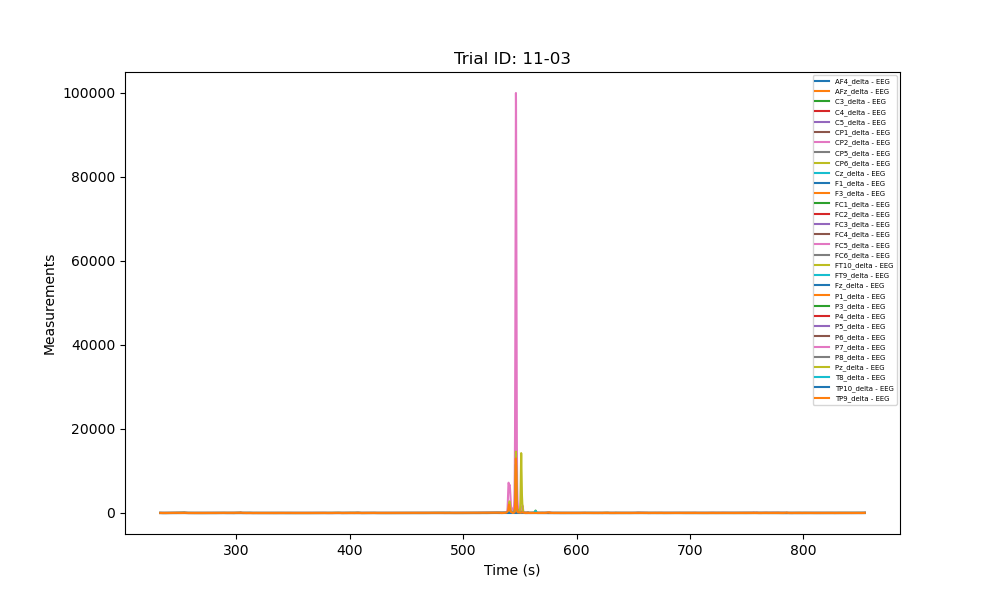 Trial ID: 11-03
100000
80000
60000
40000
20000
0
Measurements
300
400
500
600
700
800
Time (s)
AF4_delta - EEG
AFz_delta - EEG
C3_delta - EEG
C4_delta - EEG
C5_delta - EEG
CP1_delta - EEG
CP2_delta - EEG
CP5_delta - EEG
CP6_delta - EEG
Cz_delta - EEG
F1_delta - EEG
F3_delta - EEG
FC1_delta - EEG
FC2_delta - EEG
FC3_delta - EEG
FC4_delta - EEG
FC5_delta - EEG
FC6_delta - EEG
FT10_delta - EEG
FT9_delta - EEG
Fz_delta - EEG
P1_delta - EEG
P3_delta - EEG
P4_delta - EEG
P5_delta - EEG
P6_delta - EEG
P7_delta - EEG
P8_delta - EEG
Pz_delta - EEG
T8_delta - EEG
TP10_delta - EEG
TP9_delta - EEG